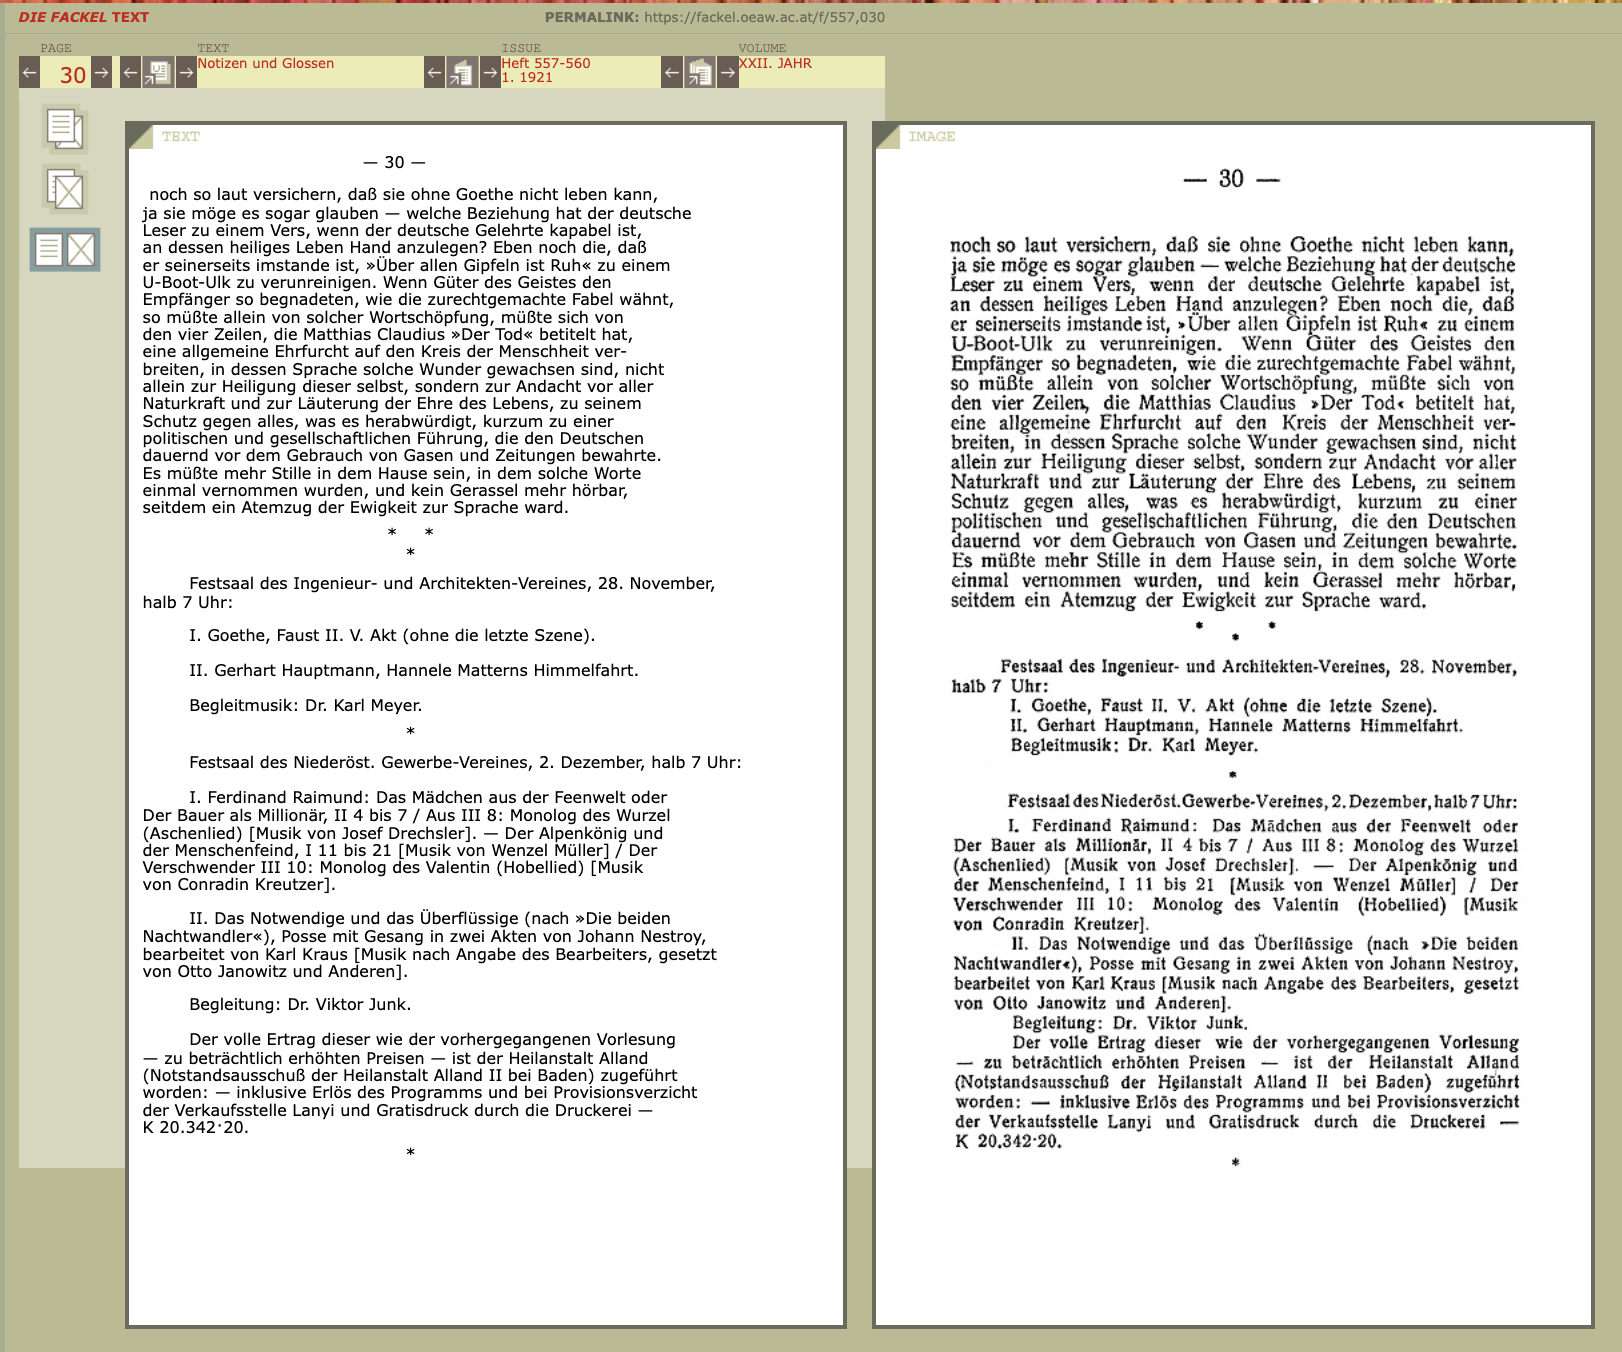 DIE FACKEL TEXT
PERMALINK: https://fackel.oeaw.ac.at/f/557,030
PAGE
30
TEXT
Notizen und Glossen
ISSUE
Heft 557-560
1. 1921
VOLUME
XXII. JAHR
TEXT
— 30 —
noch so laut versichern, daß sie ohne Goethe nicht leben kann,
ja sie möge es sogar glauben — welche Beziehung hat der deutsche
Leser zu einem Vers, wenn der deutsche Gelehrte kapabel ist,
an dessen heiliges Leben Hand anzulegen? Eben noch die, daß
er seinerseits imstande ist, »Über allen Gipfeln ist Ruh« zu einem
U-Boot-Ulk zu verunreinigen. Wenn Güter des Geistes den
Empfänger so begnadeten, wie die zurechtgemachte Fabel wähnt,
so müßte allein von solcher Wortschöpfung, müßte sich von
den vier Zeilen, die Matthias Claudius »Der Tod« betitelt hat,
eine allgemeine Ehrfurcht auf den Kreis der Menschheit ver-
breiten, in dessen Sprache solche Wunder gewachsen sind, nicht
allein zur Heiligung dieser selbst, sondern zur Andacht vor aller
Naturkraft und zur Läuterung der Ehre des Lebens, zu seinem
Schutz gegen alles, was es herabwürdigt, kurzum zu einer
politischen und gesellschaftlichen Führung, die den Deutschen
dauernd vor dem Gebrauch von Gasen und Zeitungen bewahrte.
Es müßte mehr Stille in dem Hause sein, in dem solche Worte
einmal vernommen wurden, und kein Gerassel mehr hörbar,
seitdem ein Atemzug der Ewigkeit zur Sprache ward.
* *
*
Festsaal des Ingenieur- und Architekten-Vereines, 28. November,
halb 7 Uhr:
I. Goethe, Faust II. V. Akt (ohne die letzte Szene).
II. Gerhart Hauptmann, Hannele Matterns Himmelfahrt.
Begleitmusik: Dr. Karl Meyer.
*
Festsaal des Niederöst. Gewerbe-Vereines, 2. Dezember, halb 7 Uhr:
I. Ferdinand Raimund: Das Mädchen aus der Feenwelt oder
Der Bauer als Millionär, II 4 bis 7 / Aus III 8: Monolog des Wurzel
(Aschenlied) [Musik von Josef Drechsler]. — Der Alpenkönig und
der Menschenfeind, I 11 bis 21 [Musik von Wenzel Müller] / Der
Verschwender III 10: Monolog des Valentin (Hobellied) [Musik
von Conradin Kreutzer].
II. Das Notwendige und das Überflüssige (nach »Die beiden
Nachtwandler«), Posse mit Gesang in zwei Akten von Johann Nestroy,
bearbeitet von Karl Kraus [Musik nach Angabe des Bearbeiters, gesetzt
von Otto Janowitz und Anderen].
Begleitung: Dr. Viktor Junk.
Der volle Ertrag dieser wie der vorhergegangenen Vorlesung
— zu beträchtlich erhöhten Preisen — ist der Heilanstalt Alland
(Notstandsausschuß der Heilanstalt Alland II bei Baden) zugeführt
worden: — inklusive Erlös des Programms und bei Provisionsverzicht
der Verkaufsstelle Lanyi und Gratisdruck durch die Druckerei —
K 20.342·20.
*
IMAGE
— 30 —
noch so laut versichern, daß sie ohne Goethe nicht leben kann,
ja sie möge es sogar glauben — welche Beziehung hat der deutsche
Leser zu einem Vers, wenn der deutsche Gelehrte kapabel ist,
an dessen heiliges Leben Hand anzulegen? Eben noch die, daß
er seinerseits imstande ist, »Über allen Gipfeln ist Ruh« zu einem
U-Boot-Ulk zu verunreinigen. Wenn Güter des Geistes den
Empfänger so begnadeten, wie die zurechtgemachte Fabel wähnt,
so müßte allein von solcher Wortschöpfung, müßte sich von
den vier Zeilen, die Matthias Claudius »Der Tod« betitelt hat,
eine allgemeine Ehrfurcht auf den Kreis der Menschheit ver-
breiten, in dessen Sprache solche Wunder gewachsen sind, nicht
allein zur Heiligung dieser selbst, sondern zur Andacht vor aller
Naturkraft und zur Läuterung der Ehre des Lebens, zu seinem
Schutz gegen alles, was es herabwürdigt, kurzum zu einer
politischen und gesellschaftlichen Führung, die den Deutschen
dauernd vor dem Gebrauch von Gasen und Zeitungen bewahrte.
Es müßte mehr Stille in dem Hause sein, in dem solche Worte
einmal vernommen wurden, und kein Gerassel mehr hörbar,
seitdem ein Atemzug der Ewigkeit zur Sprache ward.
* *
*
Festsaal des Ingenieur- und Architekten-Vereines, 28. November,
halb 7 Uhr:
I. Goethe, Faust II. V. Akt (ohne die letzte Szene).
II. Gerhart Hauptmann, Hannele Matterns Himmelfahrt.
Begleitmusik: Dr. Karl Meyer.
*
Festsaal des Niederöst. Gewerbe-Vereines, 2. Dezember, halb 7 Uhr:
I. Ferdinand Raimund: Das Mädchen aus der Feenwelt oder
Der Bauer als Millionär, II 4 bis 7 / Aus III 8: Monolog des Wurzel
(Aschenlied) [Musik von Josef Drechsler]. — Der Alpenkönig und
der Menschenfeind, I 11 bis 21 [Musik von Wenzel Müller] / Der
Verschwender III 10: Monolog des Valentin (Hobellied) [Musik
von Conradin Kreutzer].
II. Das Notwendige und das Überflüssige (nach »Die beiden
Nachtwandler«), Posse mit Gesang in zwei Akten von Johann Nestroy,
bearbeitet von Karl Kraus [Musik nach Angabe des Bearbeiters, gesetzt
von Otto Janowitz und Anderen].
Begleitung: Dr. Viktor Junk.
Der volle Ertrag dieser wie der vorhergegangenen Vorlesung
— zu beträchtlich erhöhten Preisen — ist der Heilanstalt Alland
(Notstandsausschuß der Heilanstalt Alland II bei Baden) zugeführt
worden: — inklusive Erlös des Programms und bei Provisionsverzicht
der Verkaufsstelle Lanyi und Gratisdruck durch die Druckerei —
K 20.342·20.
*